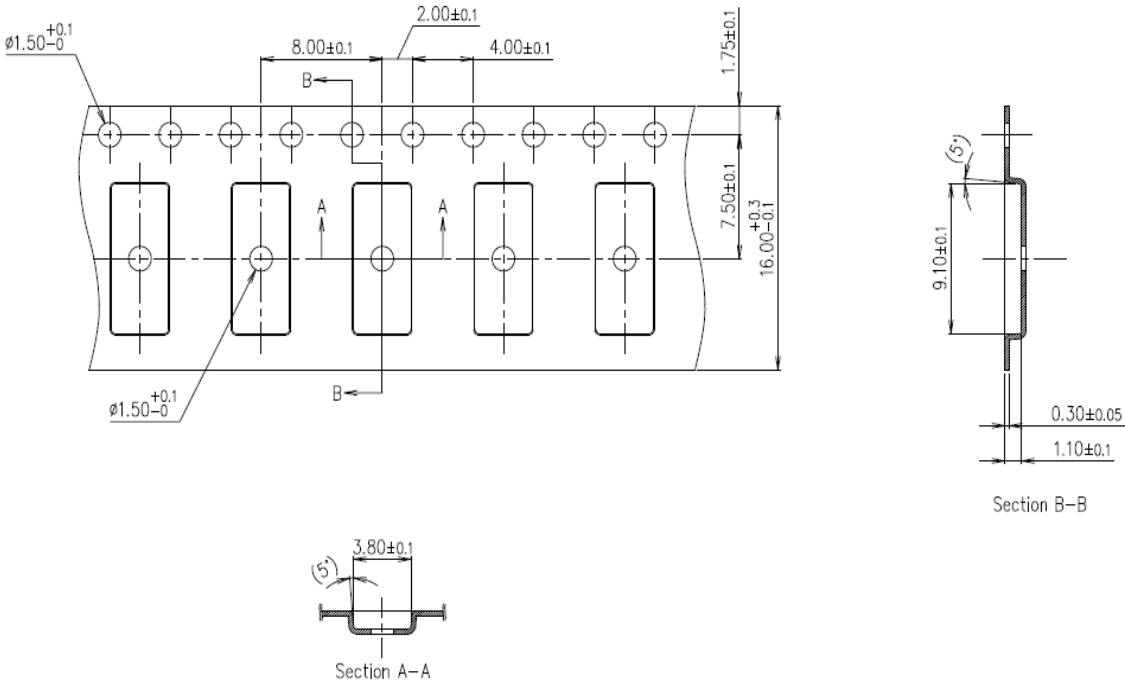 2.00±0.1
ø1.50+0.1-0
8.00±0.1
4.00±0.1
1.75±0.1
B
A
A
7.50±0.1
16.00+0.3-0.1
B
ø1.50+0.1-0
(5°)
9.10±0.1
0.30±0.05
1.10±0.1
Section B-B
3.80±0.1
(5°)
Section A-A